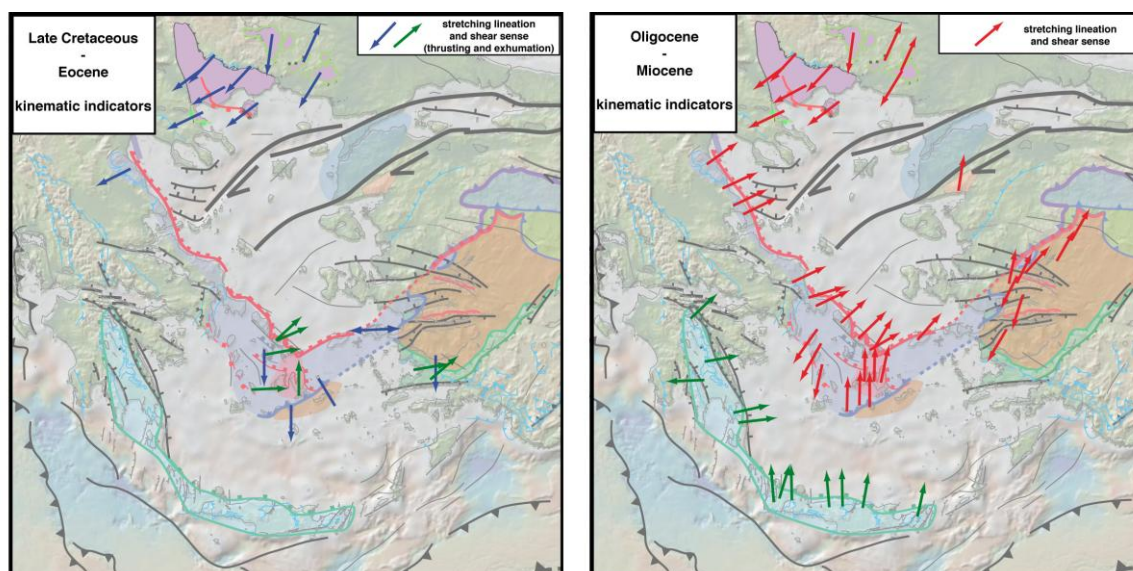 Late Cretaceous
-
Eocene
kinematic indicators
stretching lineation
and shear sense
(thrusting and exhumation)
Oligocene
-
Miocene
kinematic indicators
stretching lineation
and shear sense